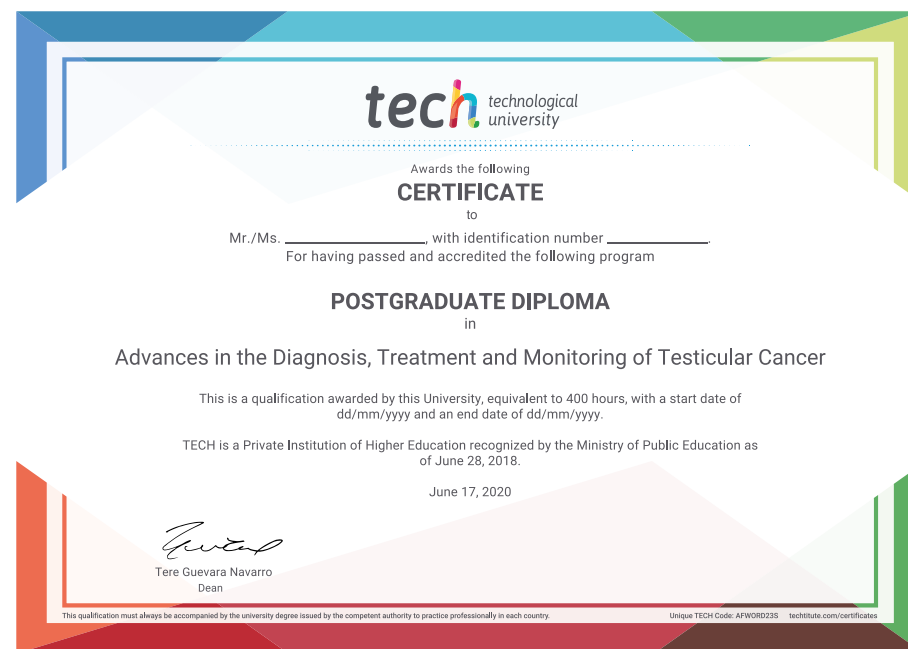 tech technological
university
Awards the following
CERTIFICATE
to
Mr./Ms. ____________, with identification number ____________.
For having passed and accredited the following program
POSTGRADUATE DIPLOMA
in
Advances in the Diagnosis, Treatment and Monitoring of Testicular Cancer
This is a qualification awarded by this University, equivalent to 400 hours, with a start date of
dd/mm/yyyy and an end date of dd/mm/yyyy.
TECH is a Private Institution of Higher Education recognized by the Ministry of Public Education as
of June 28, 2018.
June 17, 2020
Tere Guevara Navarro
Dean
This qualification must always be accompanied by the university degree issued by the competent authority to practice professionally in each country. Unique TECH Code: AFWORD23S techtitute.com/certificates